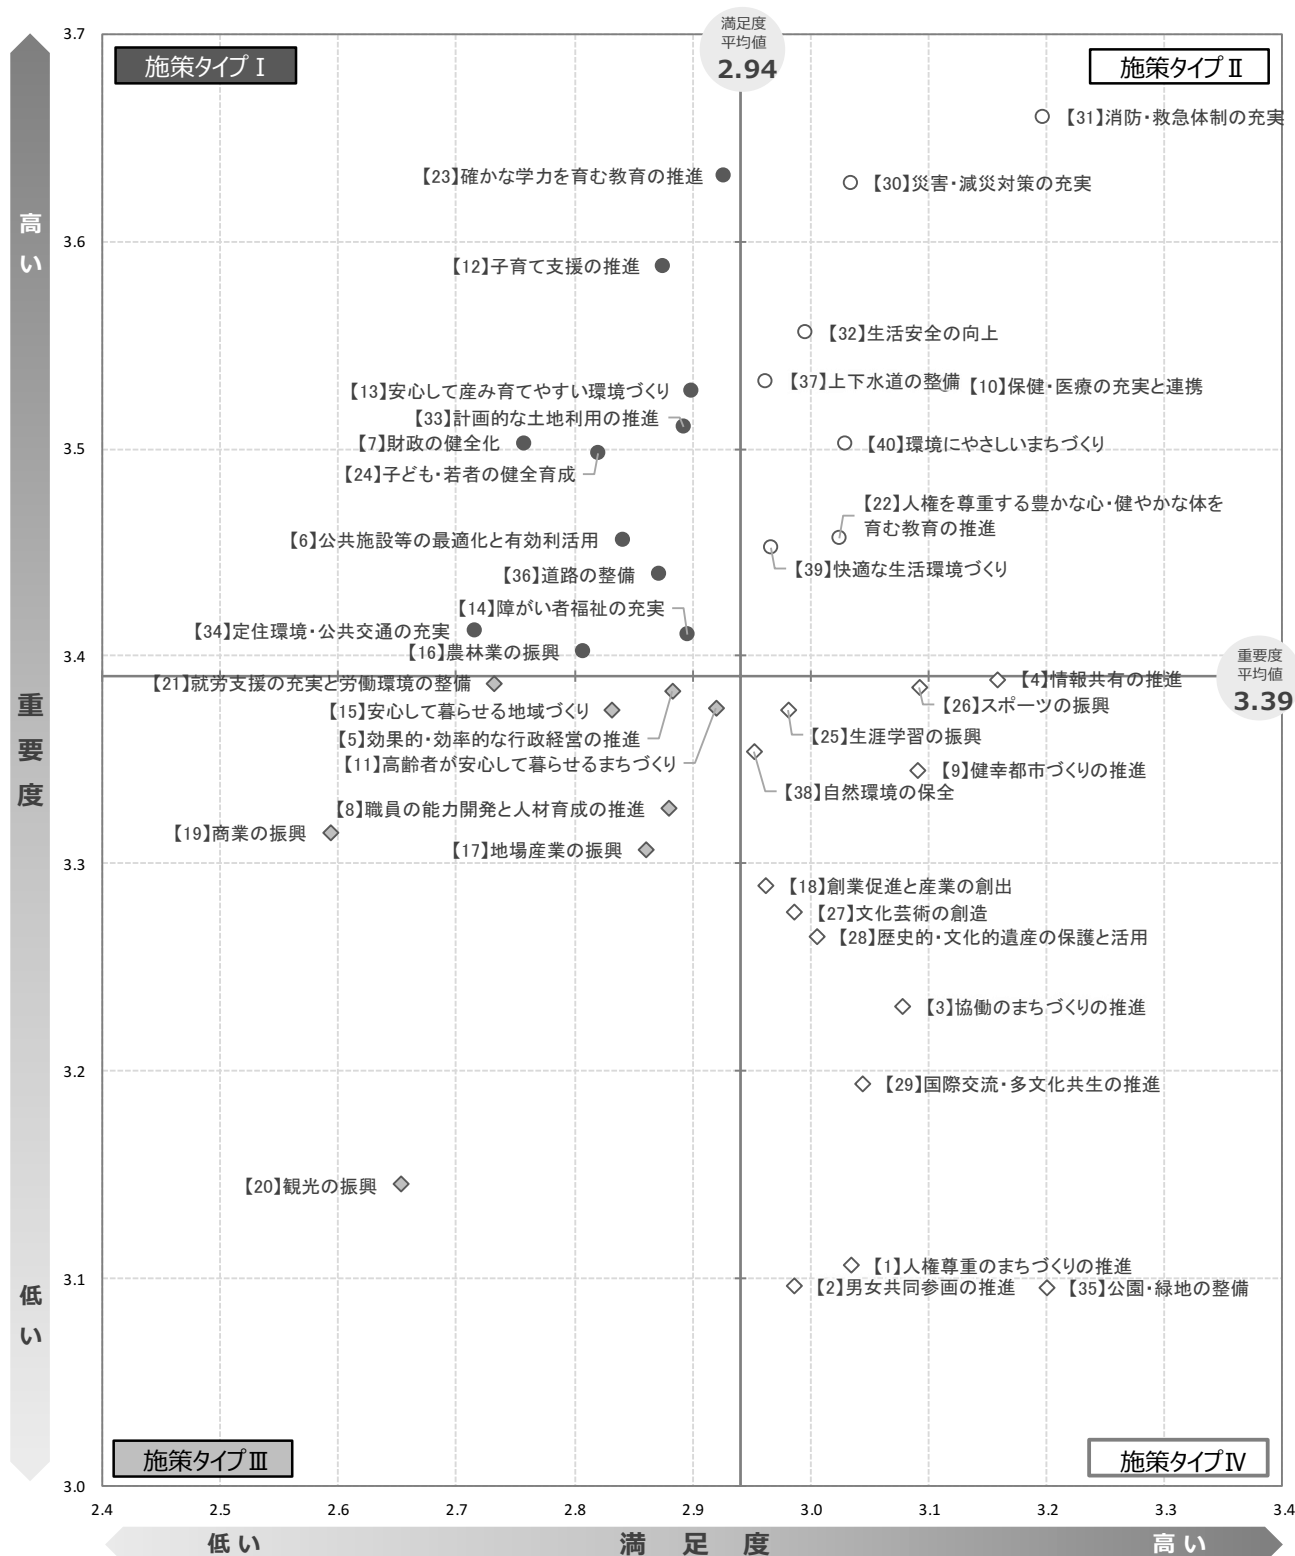 満足度
平均値
2.94
施策タイプⅠ
施策タイプⅡ
3.7
【31】消防・救急体制の充実
【23】確かな学力を育む教育の推進
【30】災害・減災対策の充実
高い
3.6
【12】子育て支援の推進
【32】生活安全の向上
【13】安心して産み育てやすい環境づくり
【37】上下水道の整備
【10】保健・医療の充実と連携
【33】計画的な土地利用の推進
【7】財政の健全化
【40】環境にやさしいまちづくり
3.5
【24】子ども・若者の健全育成
【22】人権を尊重する豊かな心・健やかな体を
育む教育の推進
【6】公共施設等の最適化と有効利活用
【39】快適な生活環境づくり
【36】道路の整備
【14】障がい者福祉の充実
【34】定住環境・公共交通の充実
【16】農林業の振興
3.4
重要度
平均値
3.39
【21】就労支援の充実と労働環境の整備
【4】情報共有の推進
【26】スポーツの振興
【15】安心して暮らせる地域づくり
【5】効果的・効率的な行政経営の推進
【25】生涯学習の振興
【11】高齢者が安心して暮らせるまちづくり
【9】健幸都市づくりの推進
【38】自然環境の保全
重要度
【8】職員の能力開発と人材育成の推進
【19】商業の振興
【17】地場産業の振興
3.3
【18】創業促進と産業の創出
【27】文化芸術の創造
【28】歴史的・文化的遺産の保護と活用
【3】協働のまちづくりの推進
3.2
【29】国際交流・多文化共生の推進
【20】観光の振興
【1】人権尊重のまちづくりの推進
3.1
【2】男女共同参画の推進
【35】公園・緑地の整備
低い
施策タイプⅢ
施策タイプⅣ
3.0
2.4 2.5 2.6 2.7 2.8 2.9 3.0 3.1 3.2 3.3 3.4
低い 満足度 高い